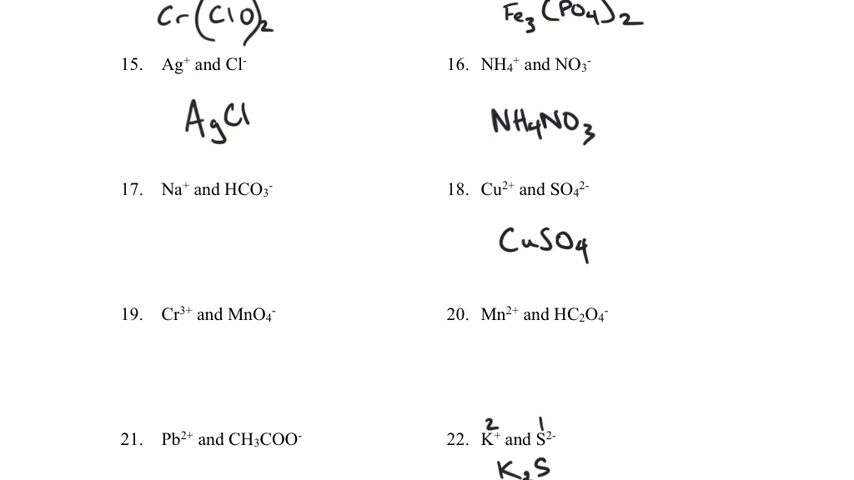 Cr(ClO)₂ Fe₃(PO₄)₂
15. Ag⁺ and Cl⁻ 16. NH₄⁺ and NO₃⁻
AgCl NH₄NO₃
17. Na⁺ and HCO₃⁻ 18. Cu²⁺ and SO₄²⁻
CuSO₄
19. Cr³⁺ and MnO₄⁻ 20. Mn²⁺ and HC₂O₄⁻
2 1
21. Pb²⁺ and CH₃COO⁻ 22. K⁺ and S²⁻
K₂S